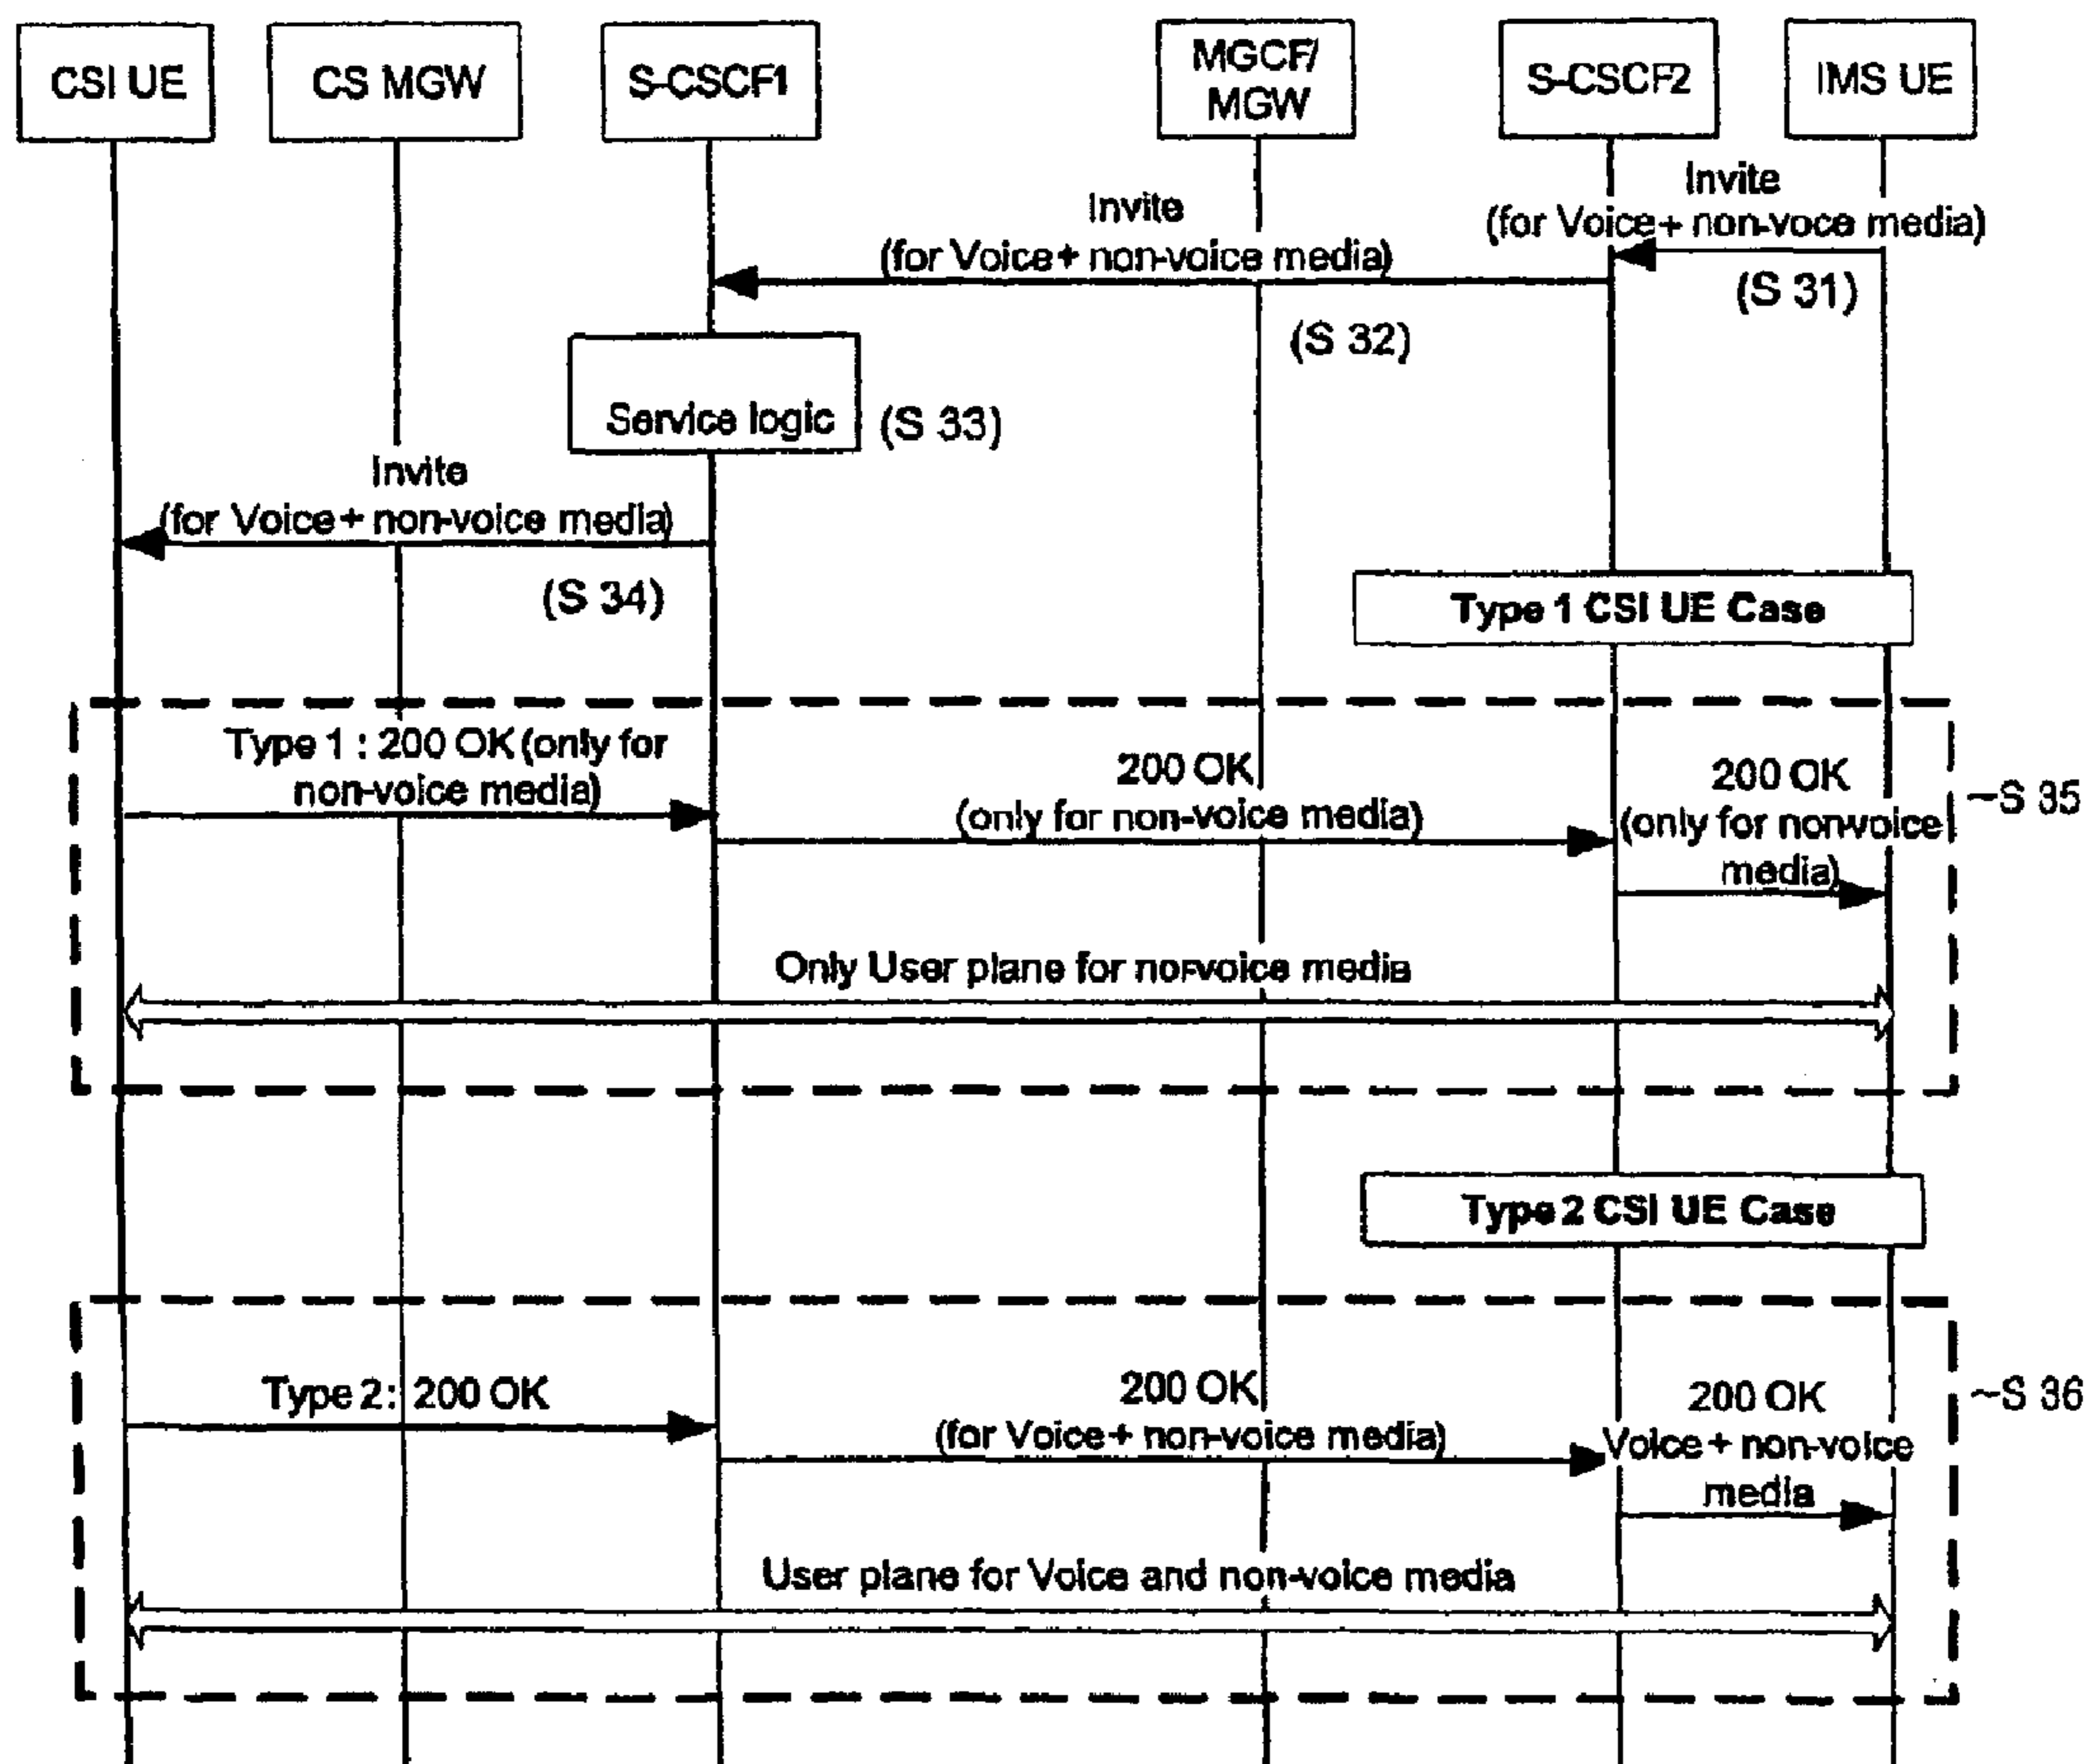 CSI UE
CS MGW
S-CSCF1
MGCF/
MGW
S-CSCF2
IMS UE
Invite
(for Voice + non-voce media)
(S 31)
Invite
(for Voice + non-voice media)
(S 32)
Service logic
(S 33)
Invite
(for Voice + non-voice media)
(S 34)
Type 1 CSI UE Case
Type 1 : 200 OK (only for
non-voice media)
200 OK
(only for non-voice media)
200 OK
(only for nonvoice
media)
~S 35
Only User plane for nonvoice media
Type 2 CSI UE Case
Type 2 : 200 OK
200 OK
(for Voice + non-voice media)
200 OK
Voice + non-voice
media
~S 36
User plane for Voice and non-voice media